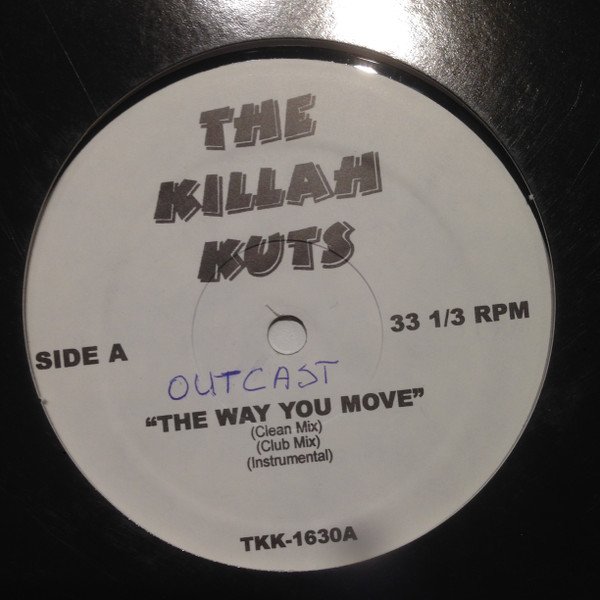 THE
KILLAH
KUTS
SIDE A
33 1/3 RPM
OUTCAST
“THE WAY YOU MOVE”
(Clean Mix)
(Club Mix)
(Instrumental)
TKK-1630A